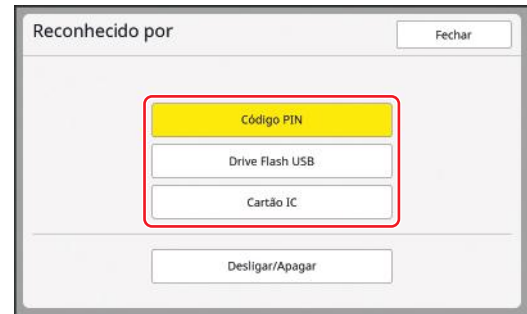 Reconhecido por
Fechar
Código PIN
Drive Flash USB
Cartão IC
Desligar/Apagar